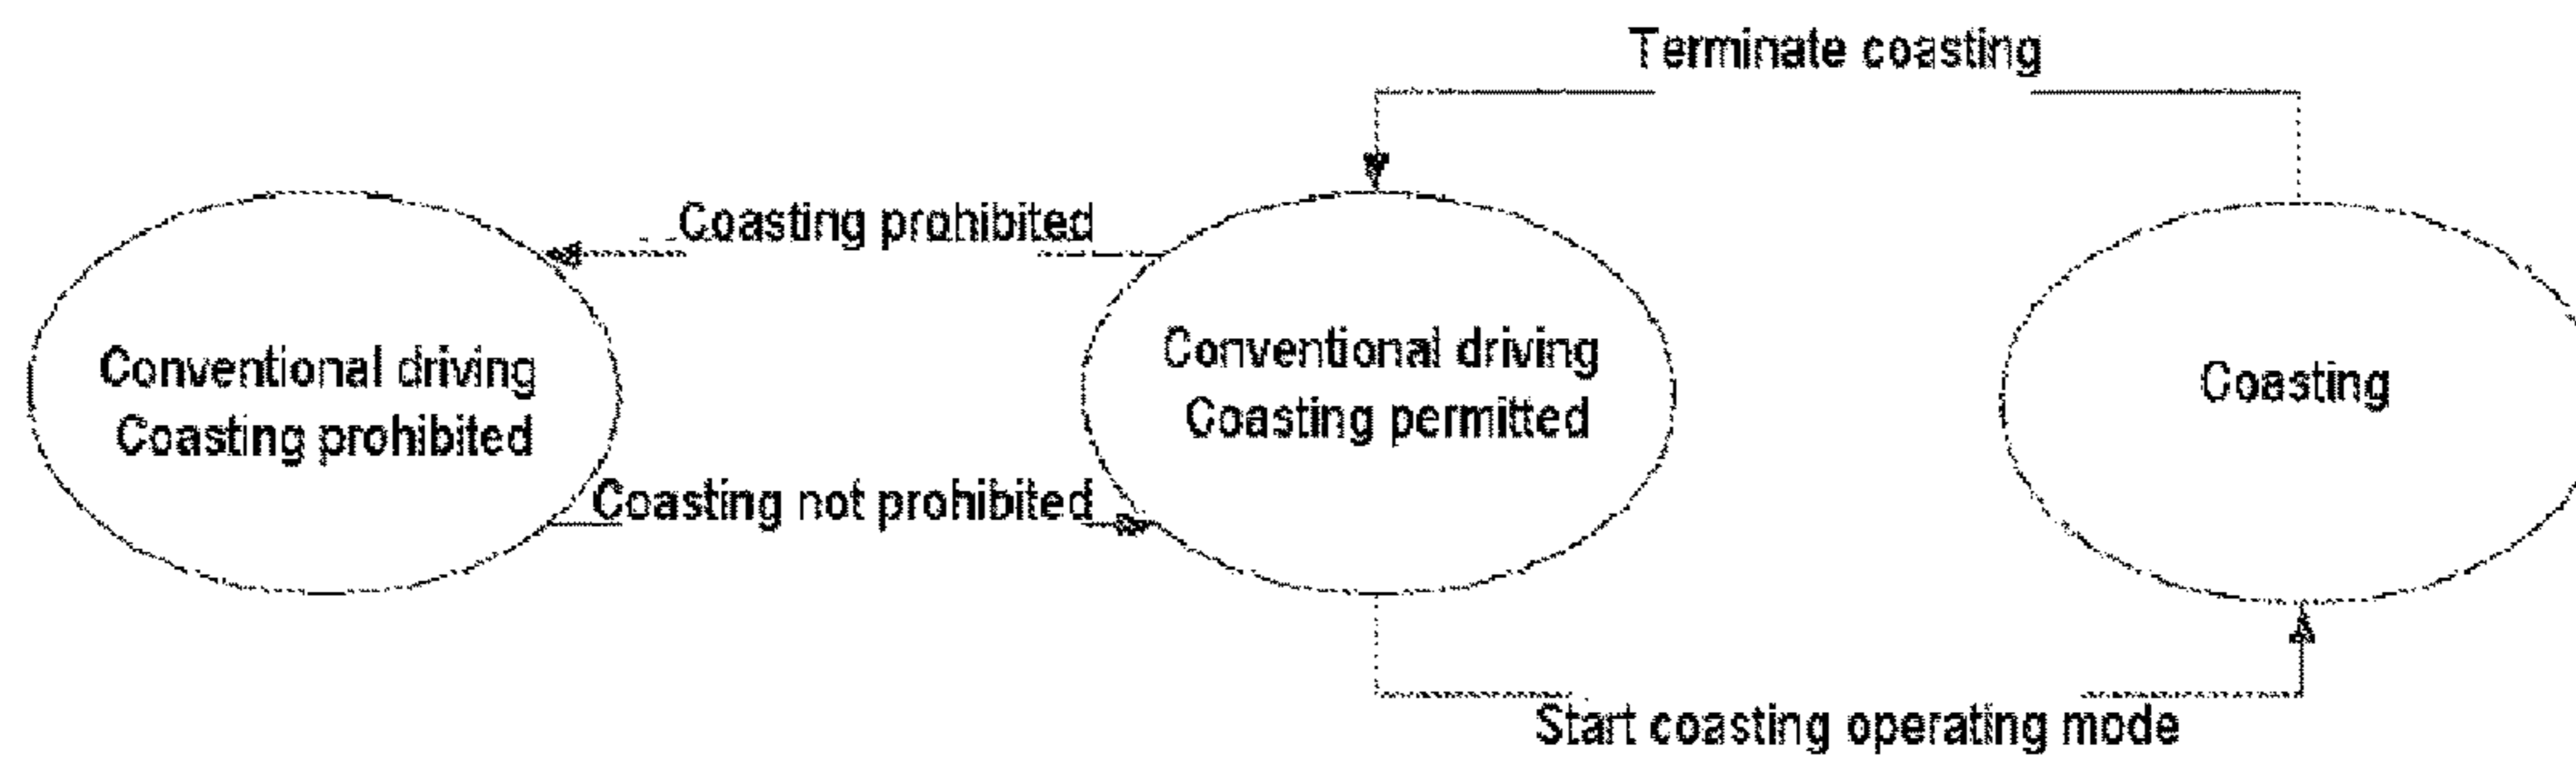 Terminate coasting
Coasting prohibited
Conventional driving
Coasting prohibited
Conventional driving
Coasting permitted
Coasting
Coasting not prohibited
Start coasting operating mode